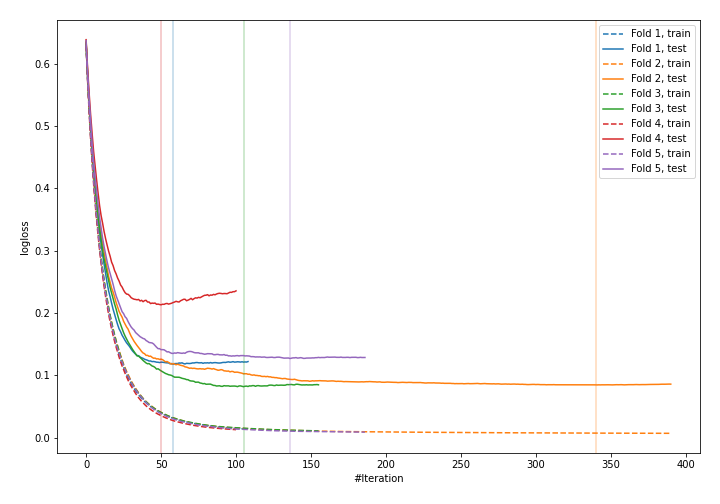 0.6
0.5
0.4
0.3
0.2
0.1
0.0
logloss
0
50
100
150
200
250
300
350
400
#Iteration
Fold 1, train
Fold 1, test
Fold 2, train
Fold 2, test
Fold 3, train
Fold 3, test
Fold 4, train
Fold 4, test
Fold 5, train
Fold 5, test